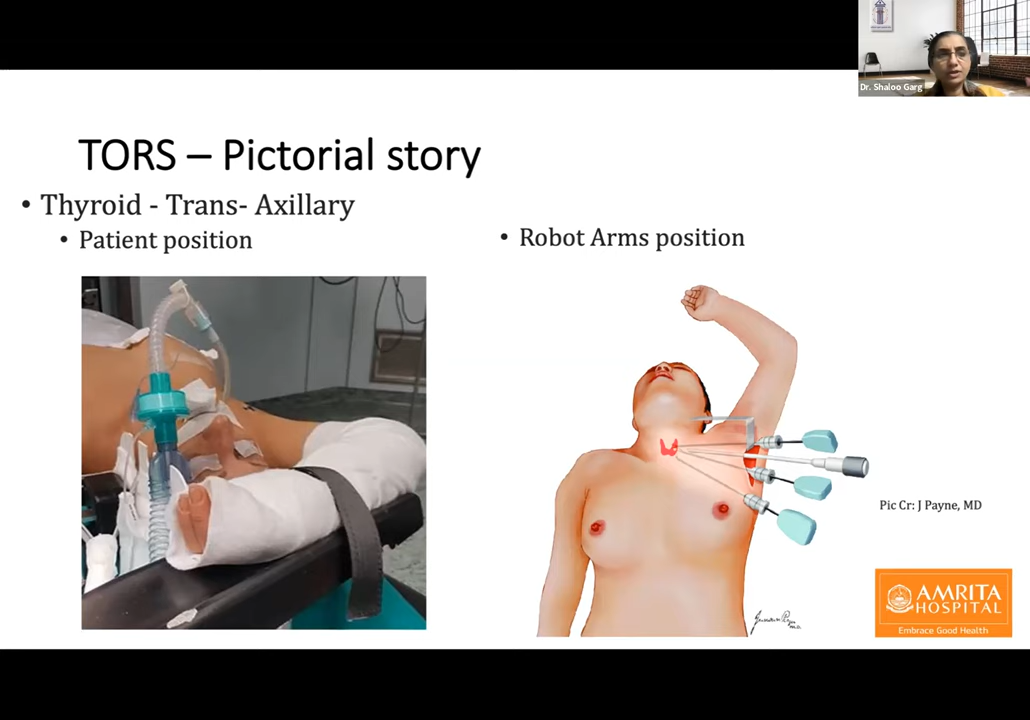 Dr. Shaloo Garg
TORS – Pictorial story
• Thyroid - Trans- Axillary
• Patient position
• Robot Arms position
Pic Cr: J Payne, MD
AMRITA
HOSPITAL
Embrace Good Health